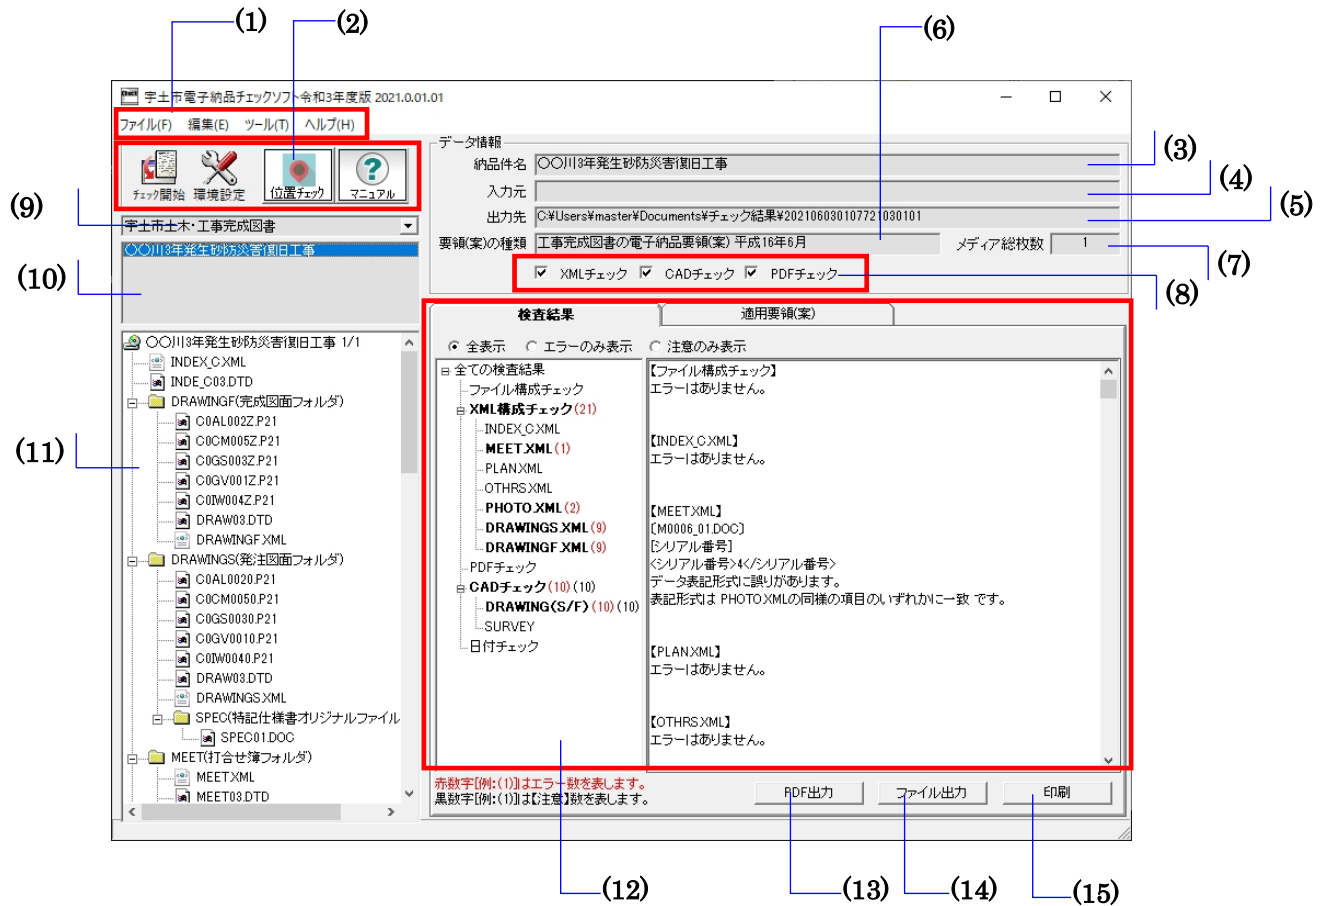 (1)
(2)
(6)
宇土市電子納品チェックソフト令和3年度版 2021.0.01.01
ファイル(F) 編集(E) ツール(T) ヘルプ(H)
チェック開始 環境設定 位置チェック マニュアル
データ情報
納品件名 〇〇川3年発生砂防災害復旧工事
(3)
入力元
(4)
出力先 C:¥Users¥master¥Documents¥チェック結果¥202106030107721030101
(5)
要領(案)の種類 工事完成図書の電子納品要領(案) 平成16年6月 メディア総枚数 1
(7)
XMLチェック CADチェック PDFチェック
(8)
(9)
宇土市土木・工事完成図書
〇〇川3年発生砂防災害復旧工事
(10)
〇〇川3年発生砂防災害復旧工事 1/1
INDEX_C.XML
INDE_C03.DTD
DRAWINGF(完成図面フォルダ)
C0AL002Z.P21
C0CM005Z.P21
C0GS003Z.P21
C0GV001Z.P21
C0IW004Z.P21
DRAW03.DTD
DRAWINGF.XML
DRAWINGS(発注図面フォルダ)
C0AL0020.P21
C0CM0050.P21
C0GS0030.P21
C0GV0010.P21
C0IW0040.P21
DRAW03.DTD
DRAWINGS.XML
SPEC(特記仕様書オリジナルファイル
SPEC01.DOC
MEET(打合せ簿フォルダ)
MEET.XML
MEET03.DTD
(11)
検査結果 適用要領(案)
全表示 エラーのみ表示 注意のみ表示
全ての検査結果
ファイル構成チェック
XML構成チェック(21)
INDEX_C.XML
MEET.XML(1)
PLAN.XML
OTHRS.XML
PHOTO.XML(2)
DRAWINGS.XML(9)
DRAWINGF.XML(9)
PDFチェック
CADチェック(10)(10)
DRAWING(S/F)(10)(10)
SURVEY
日付チェック
【ファイル構成チェック】
エラーはありません。
【INDEX_C.XML】
エラーはありません。
【MEET.XML】
[M0006_01.DOC]
[シリアル番号]
<シリアル番号>4</シリアル番号>
データ表記形式に誤りがあります。
表記形式は PHOTO.XMLの同様の項目のいずれかに一致 です。
【PLAN.XML】
エラーはありません。
【OTHRS.XML】
エラーはありません。
赤数字[例:(1)]はエラー数を表します。
黒数字[例:(1)]は【注意】数を表します。
PDF出力 ファイル出力 印刷
(12)
(13)
(14)
(15)